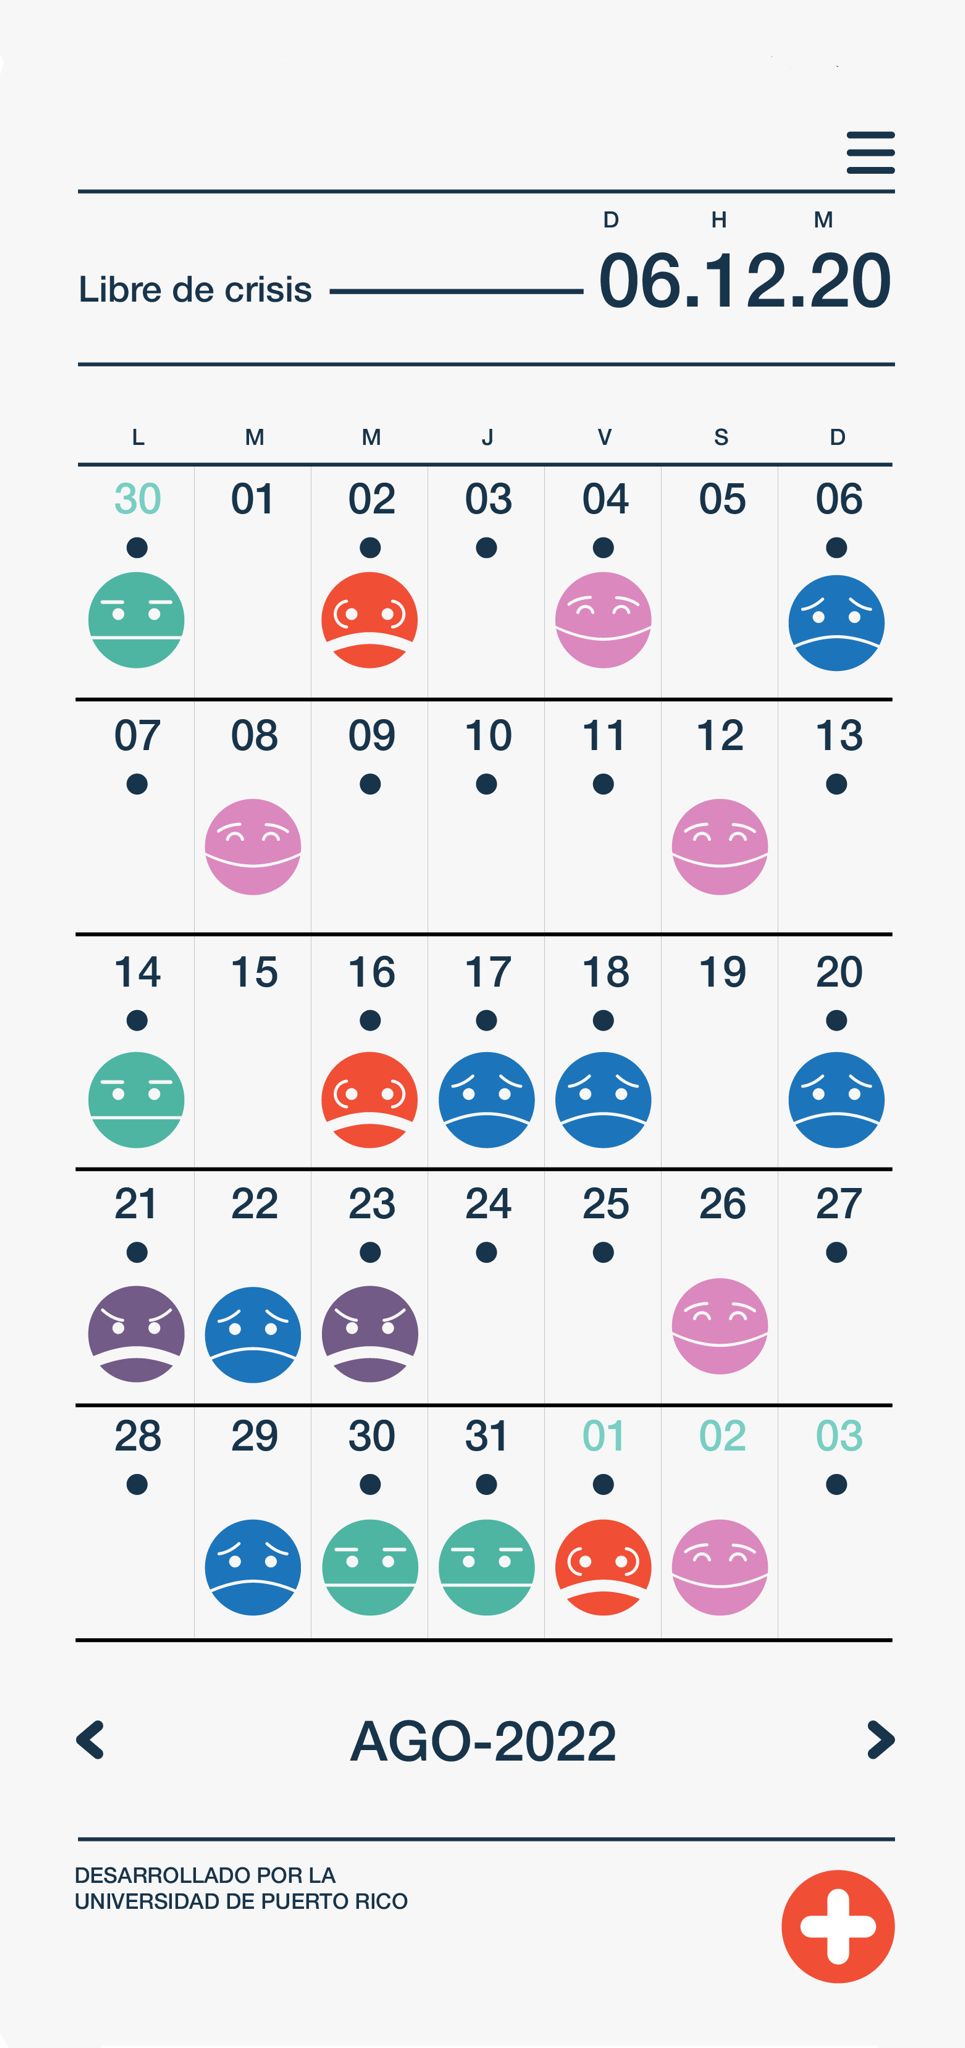 D H M
Libre de crisis 06.12.20
L M M J V S D
30 01 02 03 04 05 06
07 08 09 10 11 12 13
14 15 16 17 18 19 20
21 22 23 24 25 26 27
28 29 30 31 01 02 03
AGO-2022
DESARROLLADO POR LA
UNIVERSIDAD DE PUERTO RICO